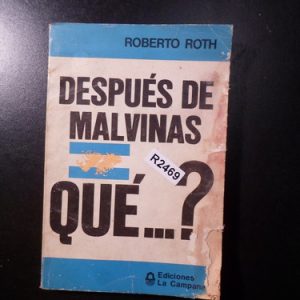 ROBERTO ROTH
DESPUÉS DE
MALVINAS
R2469
QUÉ...?
Ediciones
La Campana